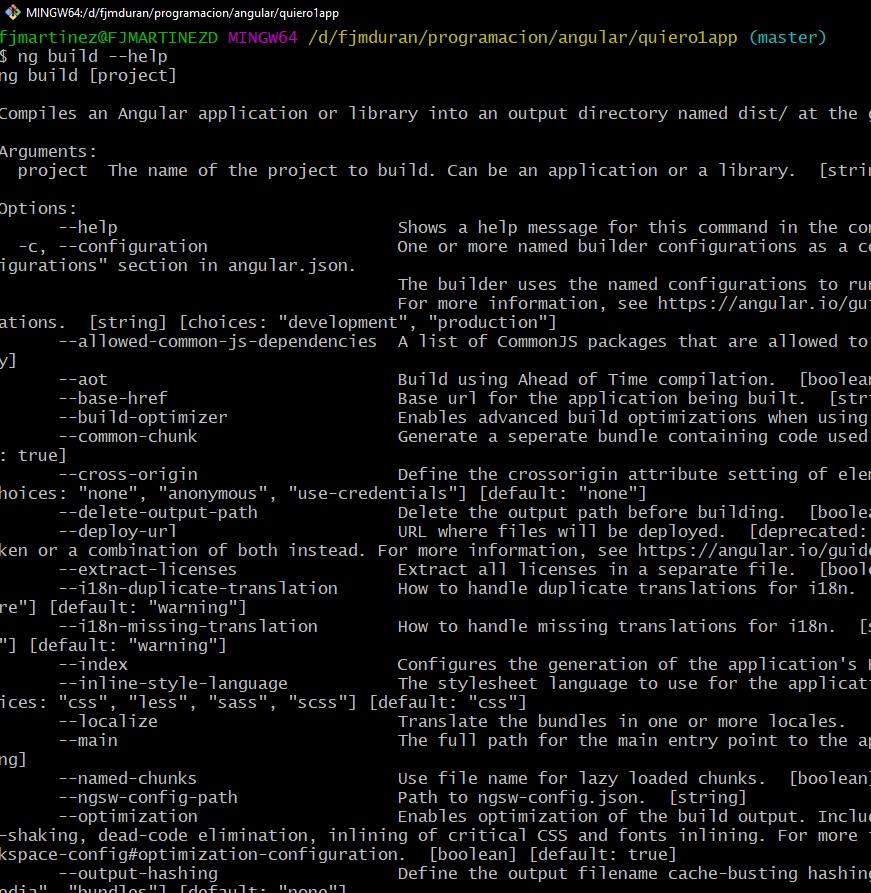 MINGW64:/d/fjmduran/programacion/angular/quiero1app
fjmartinez@FJMARTINEZD MINGW64 /d/fjmduran/programacion/angular/quiero1app (master)
$ ng build --help
ng build [project]
Compiles an Angular application or library into an output directory named dist/ at the
Arguments:
project The name of the project to build. Can be an application or a library. [stri
Options:
--help Shows a help message for this command in the co
-c, --configuration One or more named builder configurations as a c
igurations" section in angular.json.
The builder uses the named configurations to ru
For more information, see https://angular.io/gu
ations. [string] [choices: "development", "production"]
--allowed-common-js-dependencies A list of CommonJS packages that are allowed to
y]
--aot Build using Ahead of Time compilation. [boolean
--base-href Base url for the application being built. [str
--build-optimizer Enables advanced build optimizations when using
--common-chunk Generate a seperate bundle containing code used
: true]
--cross-origin Define the crossorigin attribute setting of ele
hoices: "none", "anonymous", "use-credentials"] [default: "none"]
--delete-output-path Delete the output path before building. [boolea
--deploy-url URL where files will be deployed. [deprecated:
ken or a combination of both instead. For more information, see https://angular.io/guid
--extract-licenses Extract all licenses in a separate file. [bool
--i18n-duplicate-translation How to handle duplicate translations for i18n.
re"] [default: "warning"]
--i18n-missing-translation How to handle missing translations for i18n. [s
"] [default: "warning"]
--index Configures the generation of the application's
--inline-style-language The stylesheet language to use for the applicati
ices: "css", "less", "sass", "scss"] [default: "css"]
--localize Translate the bundles in one or more locales.
--main The full path for the main entry point to the a
ng]
--named-chunks Use file name for lazy loaded chunks. [boolean]
--ngsw-config-path Path to ngsw-config.json. [string]
--optimization Enables optimization of the build output. Inclu
-shaking, dead-code elimination, inlining of critical CSS and fonts inlining. For more
kspace-config#optimization-configuration. [boolean] [default: true]
--output-hashing Define the output filename cache-busting hashing
edia", "bundles"] [default: "none"]